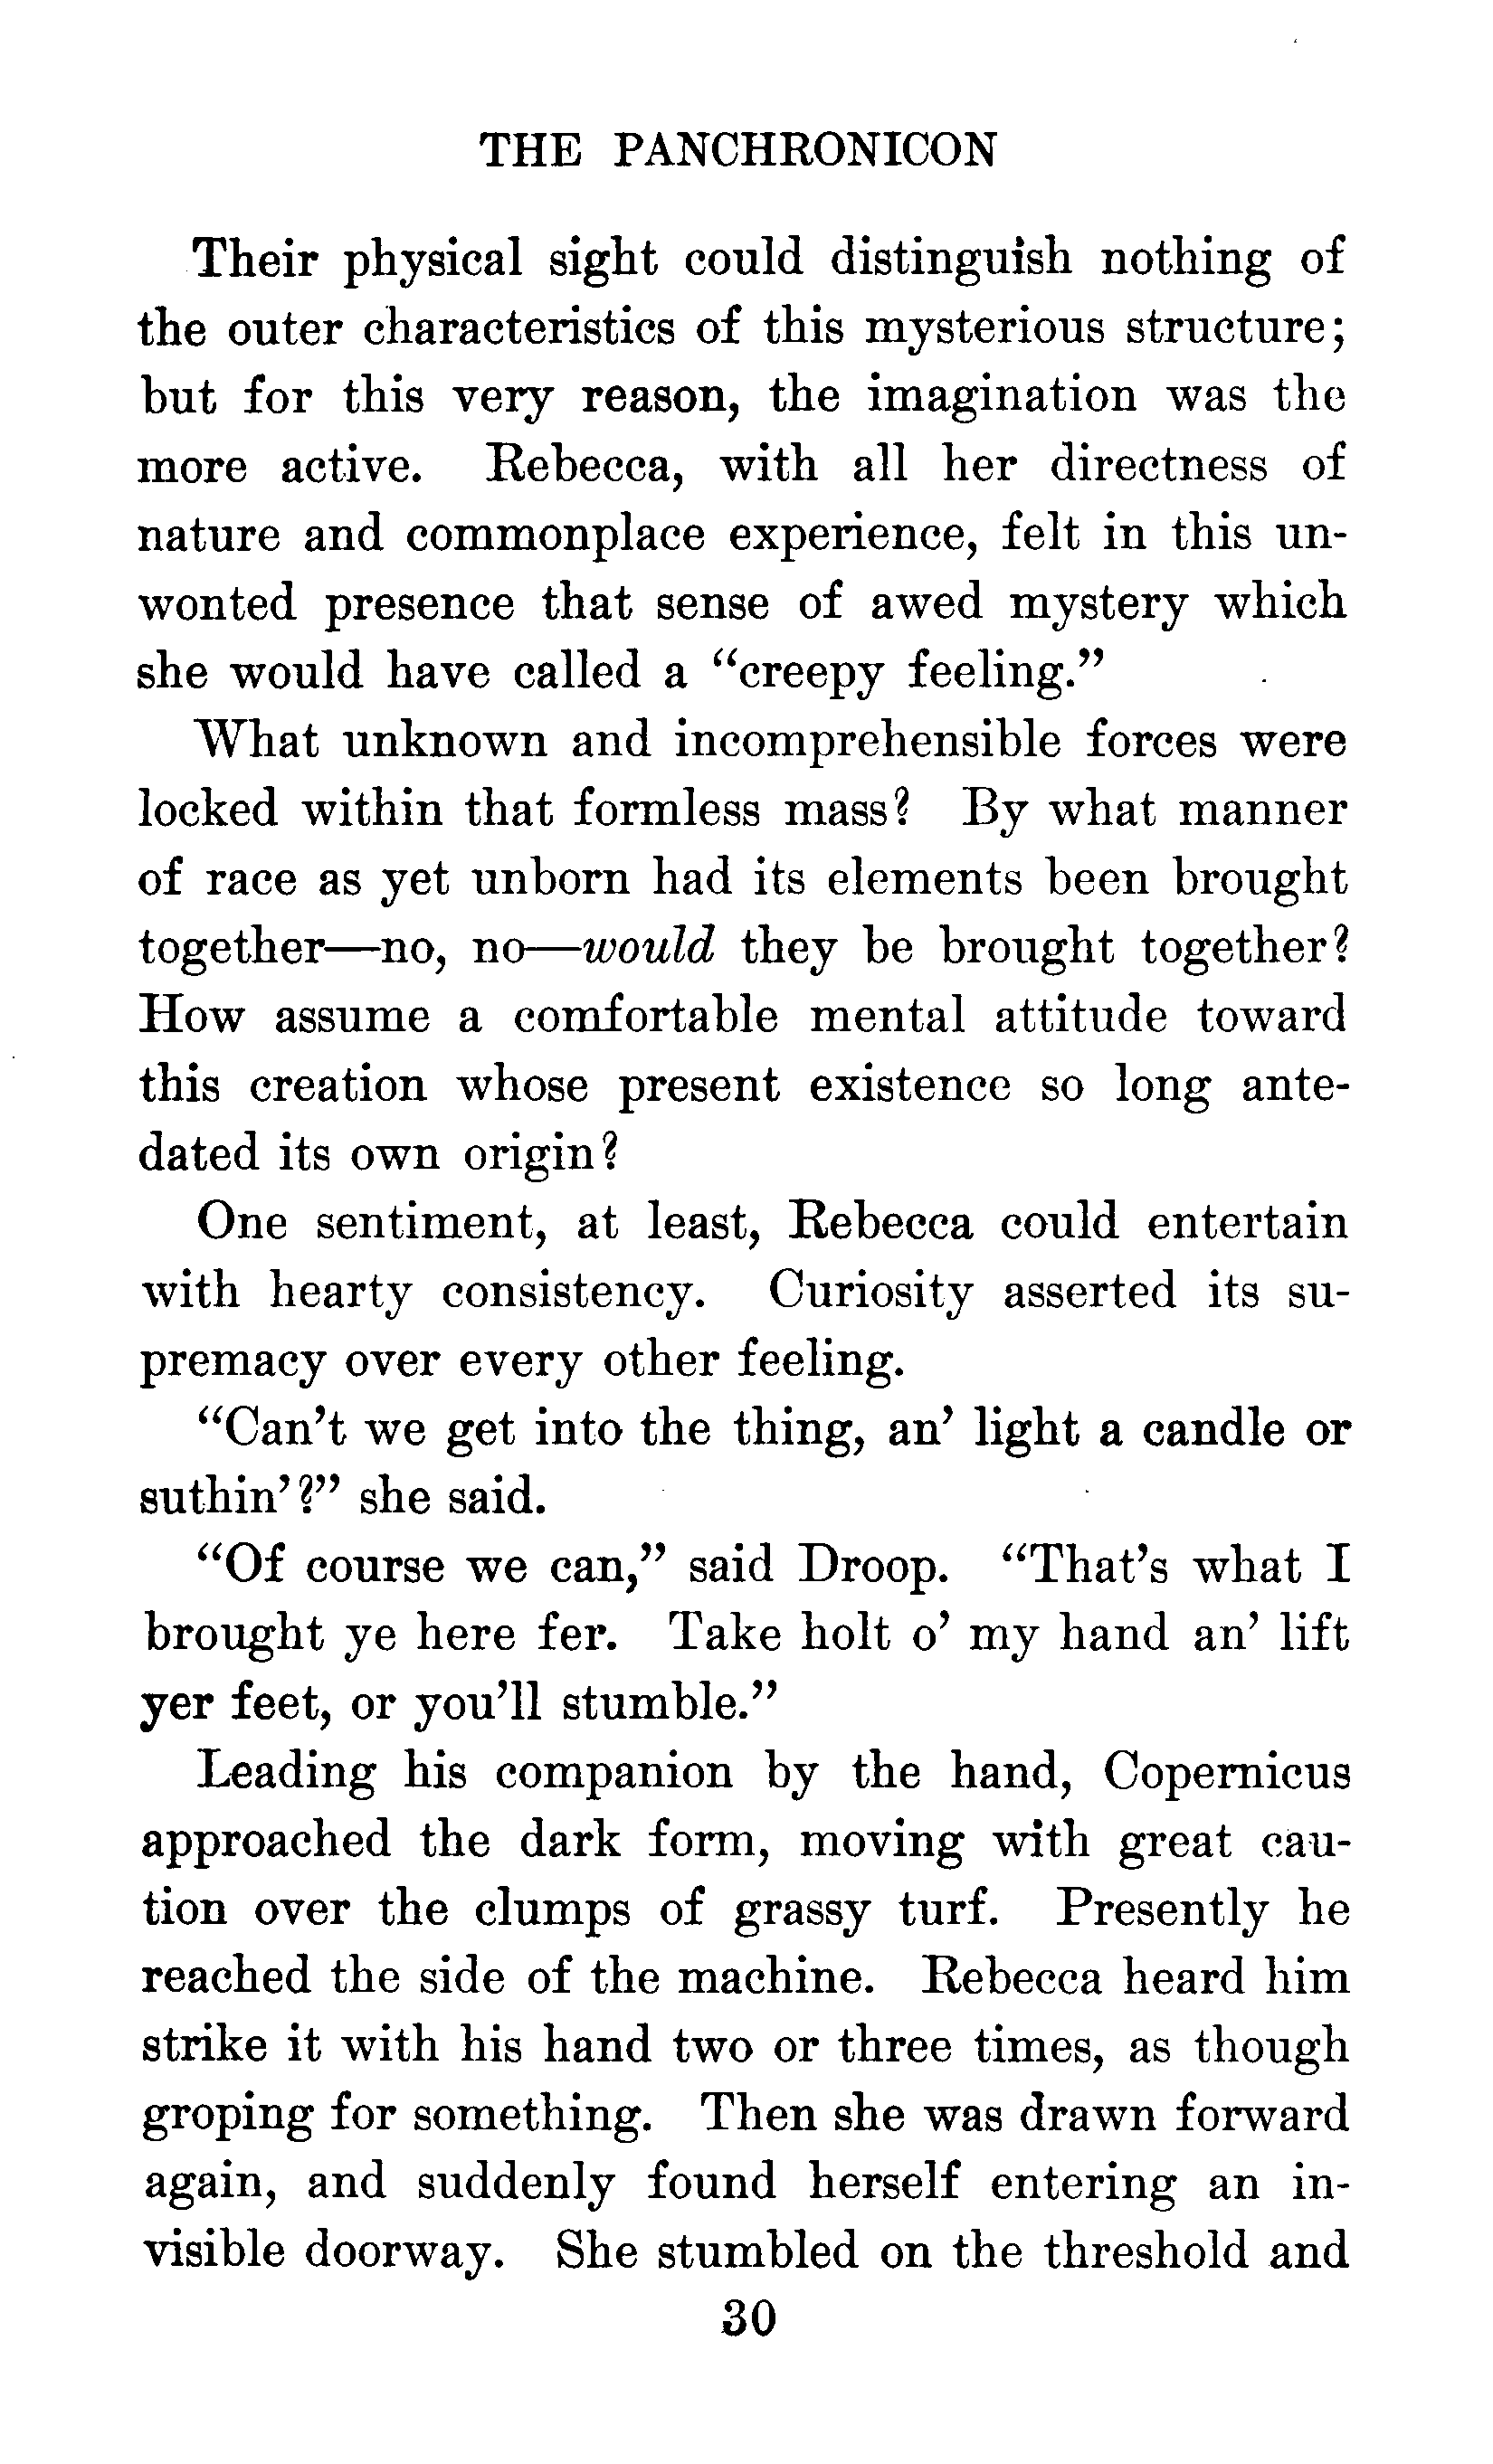 THE PANCHRONICON
Their physical sight could distinguish nothing of
the outer characteristics of this mysterious structure;
but for this very reason, the imagination was the
more active. Rebecca, with all her directness of
nature and commonplace experience, felt in this un-
wonted presence that sense of awed mystery which
she would have called a “creepy feeling.”
What unknown and incomprehensible forces were
locked within that formless mass? By what manner
of race as yet unborn had its elements been brought
together—no, no—would they be brought together?
How assume a comfortable mental attitude toward
this creation whose present existence so long ante-
dated its own origin?
One sentiment, at least, Rebecca could entertain
with hearty consistency. Curiosity asserted its su-
premacy over every other feeling.
“Can’t we get into the thing, an’ light a candle or
suthin’?” she said.
“Of course we can,” said Droop. “That’s what I
brought ye here fer. Take holt o’ my hand an’ lift
yer feet, or you’ll stumble.”
Leading his companion by the hand, Copernicus
approached the dark form, moving with great cau-
tion over the clumps of grassy turf. Presently he
reached the side of the machine. Rebecca heard him
strike it with his hand two or three times, as though
groping for something. Then she was drawn forward
again, and suddenly found herself entering an in-
visible doorway. She stumbled on the threshold and
30